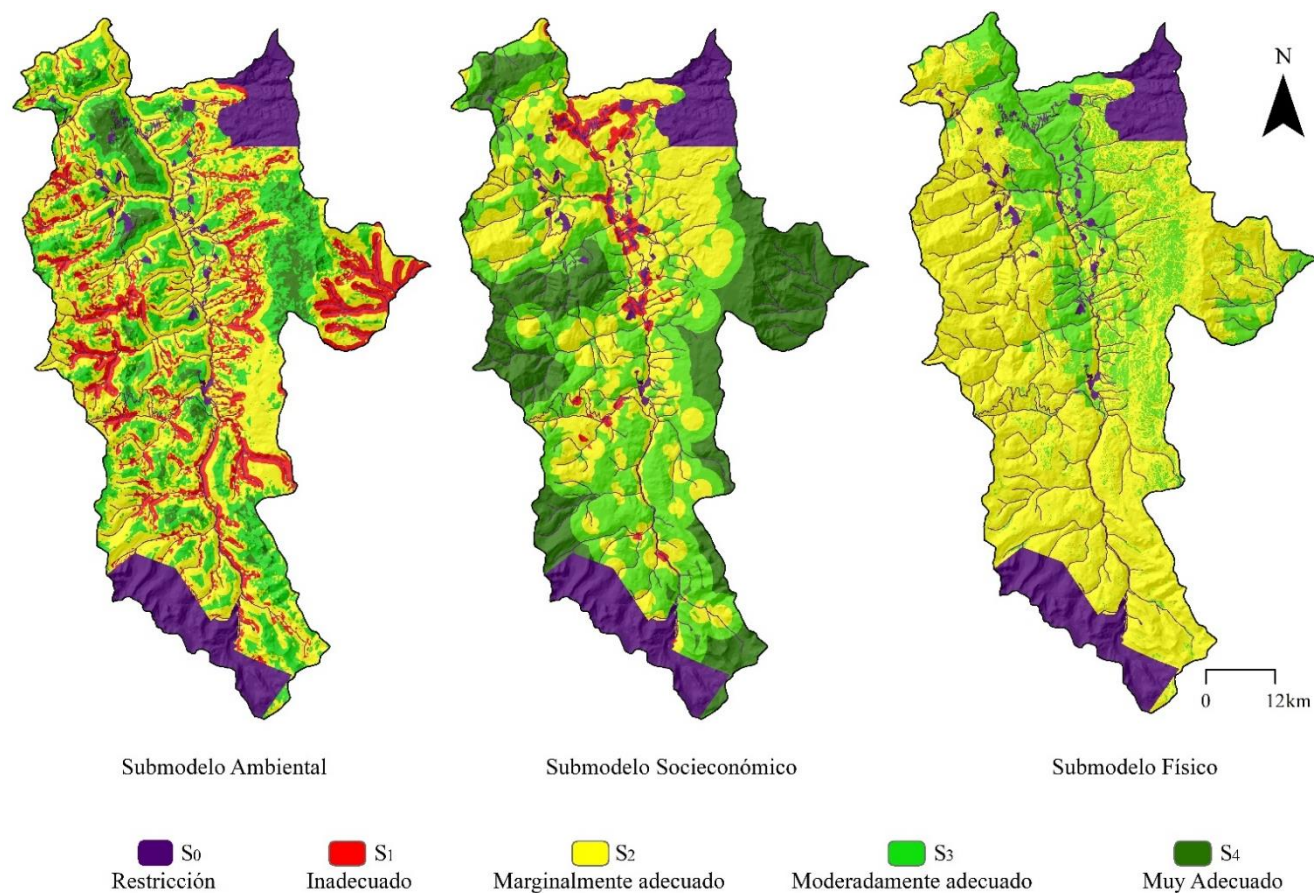 N
0 12km
Submodelo Ambiental
Submodelo Socieconómico
Submodelo Físico
S₀
Restricción
S₁
Inadecuado
S₂
Marginalmente adecuado
S₃
Moderadamente adecuado
S₄
Muy Adecuado